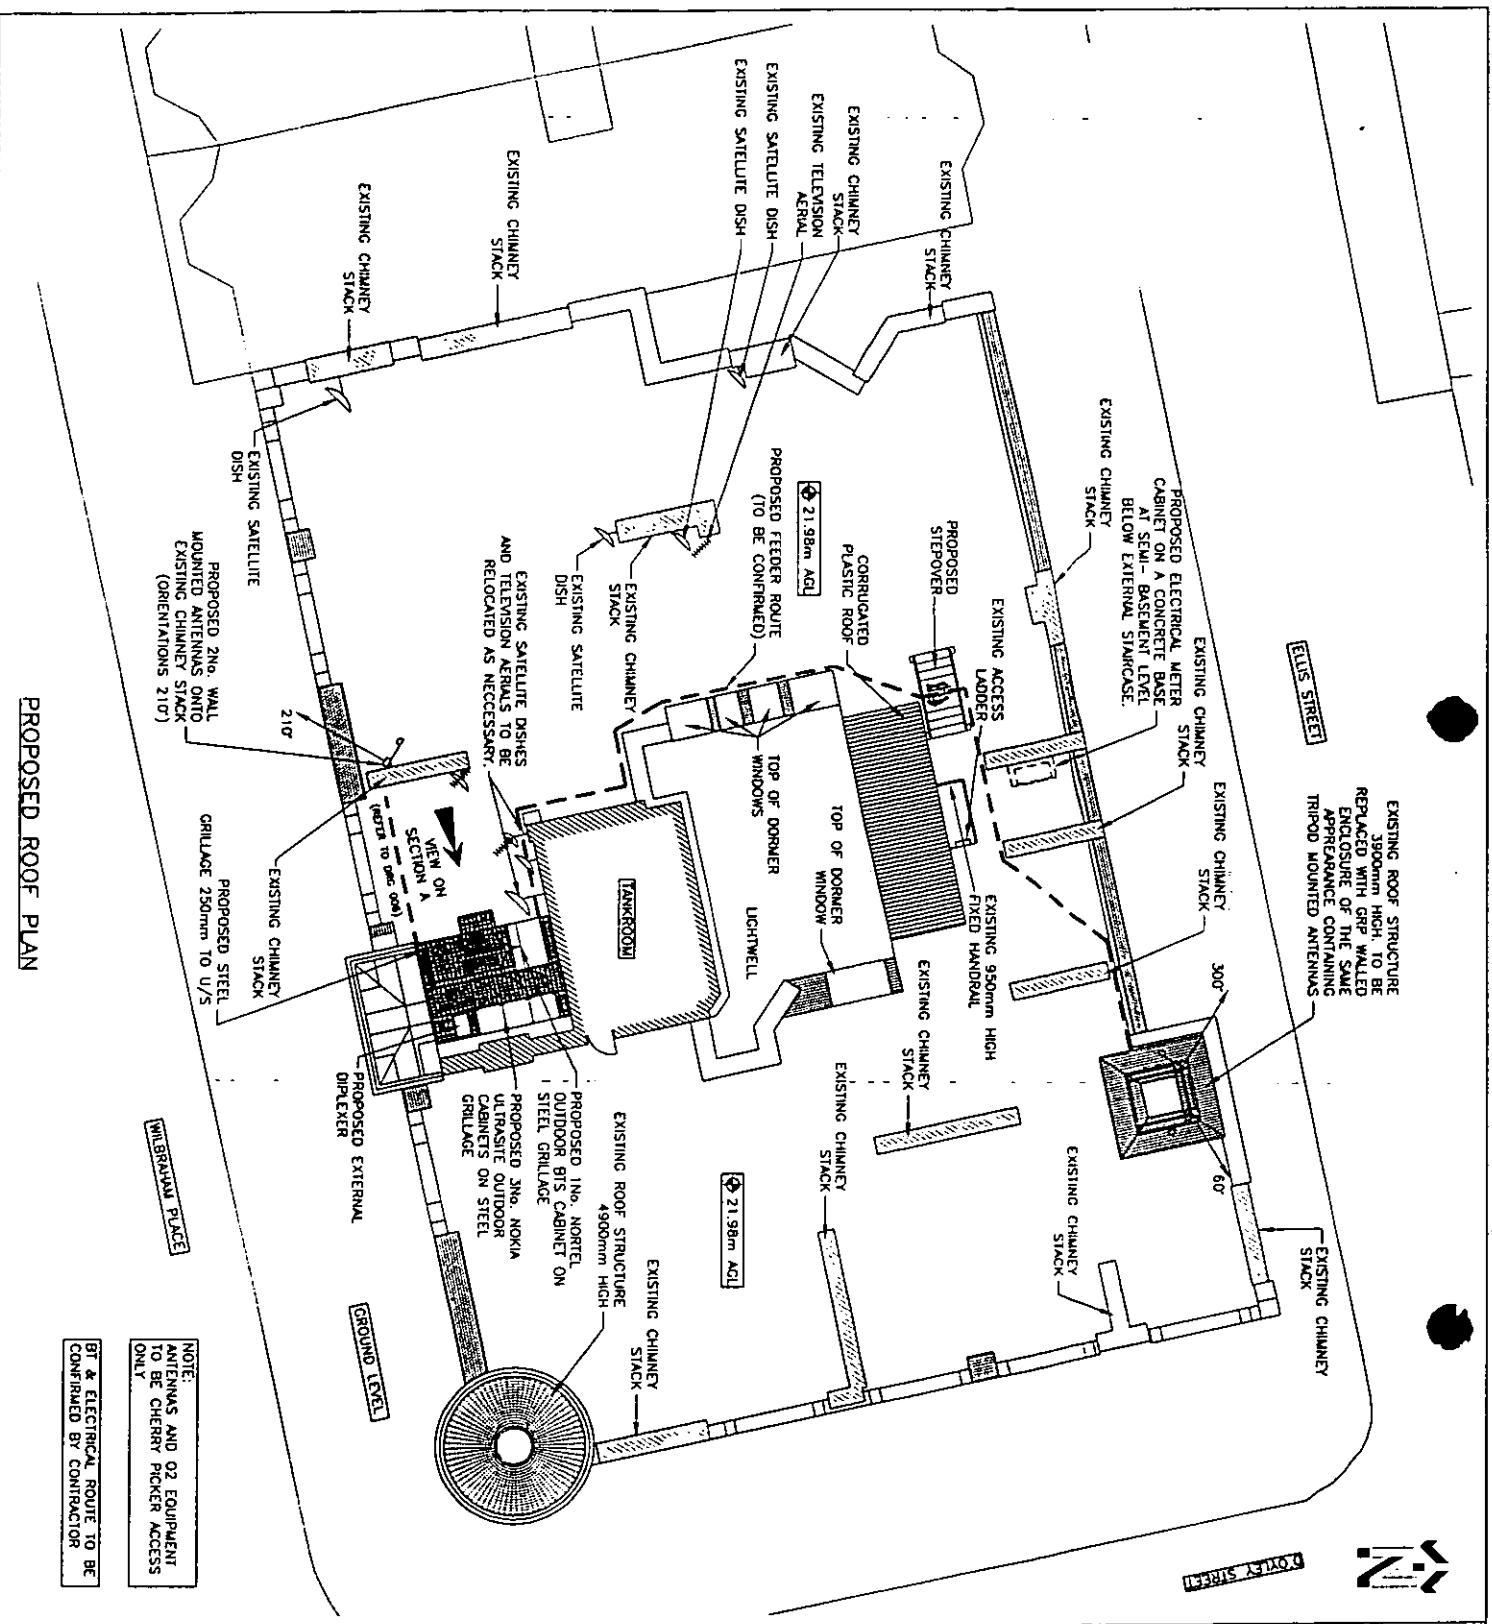 ELLIS STREET
EXISTING ROOF STRUCTURE
3900mm HIGH. TO BE
REPLACED WITH GRP WALLED
ENCLOSURE OF THE SAME
APPREARANCE CONTAINING
TRIPOD MOUNTED ANTENNAS
300°
60°
EXISTING CHIMNEY
STACK
EXISTING CHIMNEY
STACK
EXISTING CHIMNEY
STACK
PROPOSED ELECTRICAL METER
CABINET ON A CONCRETE BASE
AT SEMI- BASEMENT LEVEL
BELOW EXTERNAL STAIRCASE.
EXISTING CHIMNEY
STACK
EXISTING CHIMNEY
STACK
EXISTING CHIMNEY
STACK
EXISTING TELEVISION
AERIAL
EXISTING SATELLITE DISH
EXISTING SATELLITE DISH
EXISTING CHIMNEY
STACK
EXISTING CHIMNEY
STACK
EXISTING SATELLITE
DISH
21.98m AGL
PROPOSED
STEPOVER
EXISTING ACCESS
LADDER
CORRUGATED
PLASTIC ROOF
PROPOSED FEEDER ROUTE
(TO BE CONFIRMED)
EXISTING CHIMNEY
STACK
EXISTING SATELLITE
DISH
EXISTING SATELLITE DISHES
AND TELEVISION AERIALS TO BE
RELOCATED AS NECESSARY.
TOP OF DORMER
WINDOWS
TOP OF DORMER
WINDOW
EXISTING 950mm HIGH
FIXED HANDRAIL
LIGHTWELL
TANKROOM
EXISTING CHIMNEY
STACK
EXISTING CHIMNEY
STACK
EXISTING CHIMNEY
STACK
21.98m AGL
PROPOSED 2No. WALL
MOUNTED ANTENNAS ONTO
EXISTING CHIMNEY STACK
(ORIENTATIONS 210°)
210°
VIEW ON
SECTION A
(REFER TO DRG 006)
EXISTING CHIMNEY
STACK
PROPOSED STEEL
GRILLAGE 250mm TO U/S
PROPOSED EXTERNAL
DIPLEXER
PROPOSED 1No. NORTEL
OUTDOOR BTS CABINET ON
STEEL GRILLAGE
PROPOSED 3No. NOKIA
ULTRASITE OUTDOOR
CABINETS ON STEEL
GRILLAGE
EXISTING ROOF STRUCTURE
4900mm HIGH
EXISTING CHIMNEY
STACK
WILBRAHAM PLACE
GROUND LEVEL
D'OYLEY STREET
N
PROPOSED ROOF PLAN
NOTE:
ANTENNAS AND O2 EQUIPMENT
TO BE CHERRY PICKER ACCESS
ONLY
BT & ELECTRICAL ROUTE TO BE
CONFIRMED BY CONTRACTOR